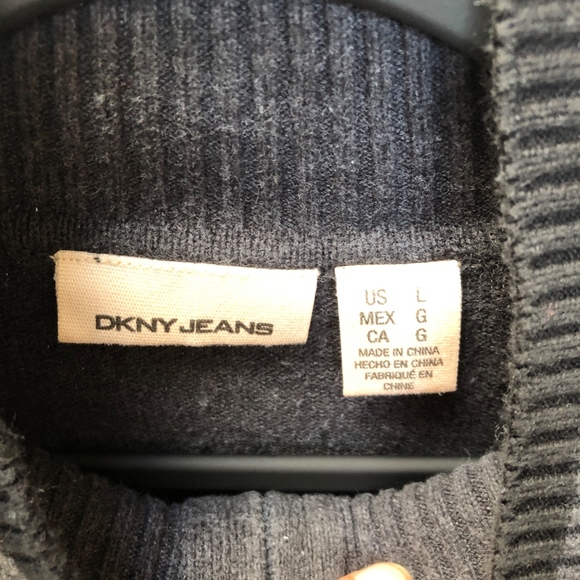 DKNY JEANS
US L
MEX G
CA G
MADE IN CHINA
HECHO EN CHINA
FABRIQUÉ EN
CHINE